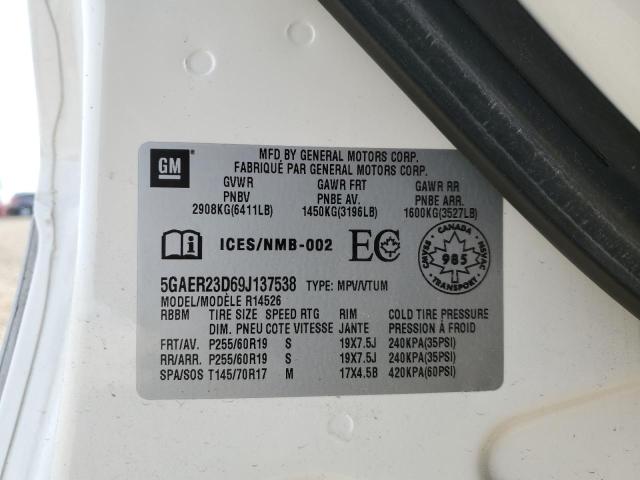 GM
MFD BY GENERAL MOTORS CORP.
FABRIQUÉ PAR GENERAL MOTORS CORP.
GVWR GAWR FRT GAWR RR
PNBV PNBE AV. PNBE ARR.
2908KG(6411LB) 1450KG(3196LB) 1600KG(3527LB)
ICES/NMB-002 EC
CANADA
CMVSS NSVAC
985
TRANSPORT
5GAER23D69J137538 TYPE: MPV/VTUM
MODEL/MODÈLE R14526
RBBM TIRE SIZE SPEED RTG RIM COLD TIRE PRESSURE
DIM. PNEU COTE VITESSE JANTE PRESSION À FROID
FRT/AV. P255/60R19 S 19X7.5J 240KPA(35PSI)
RR/ARR. P255/60R19 S 19X7.5J 240KPA(35PSI)
SPA/SOS T145/70R17 M 17X4.5B 420KPA(60PSI)